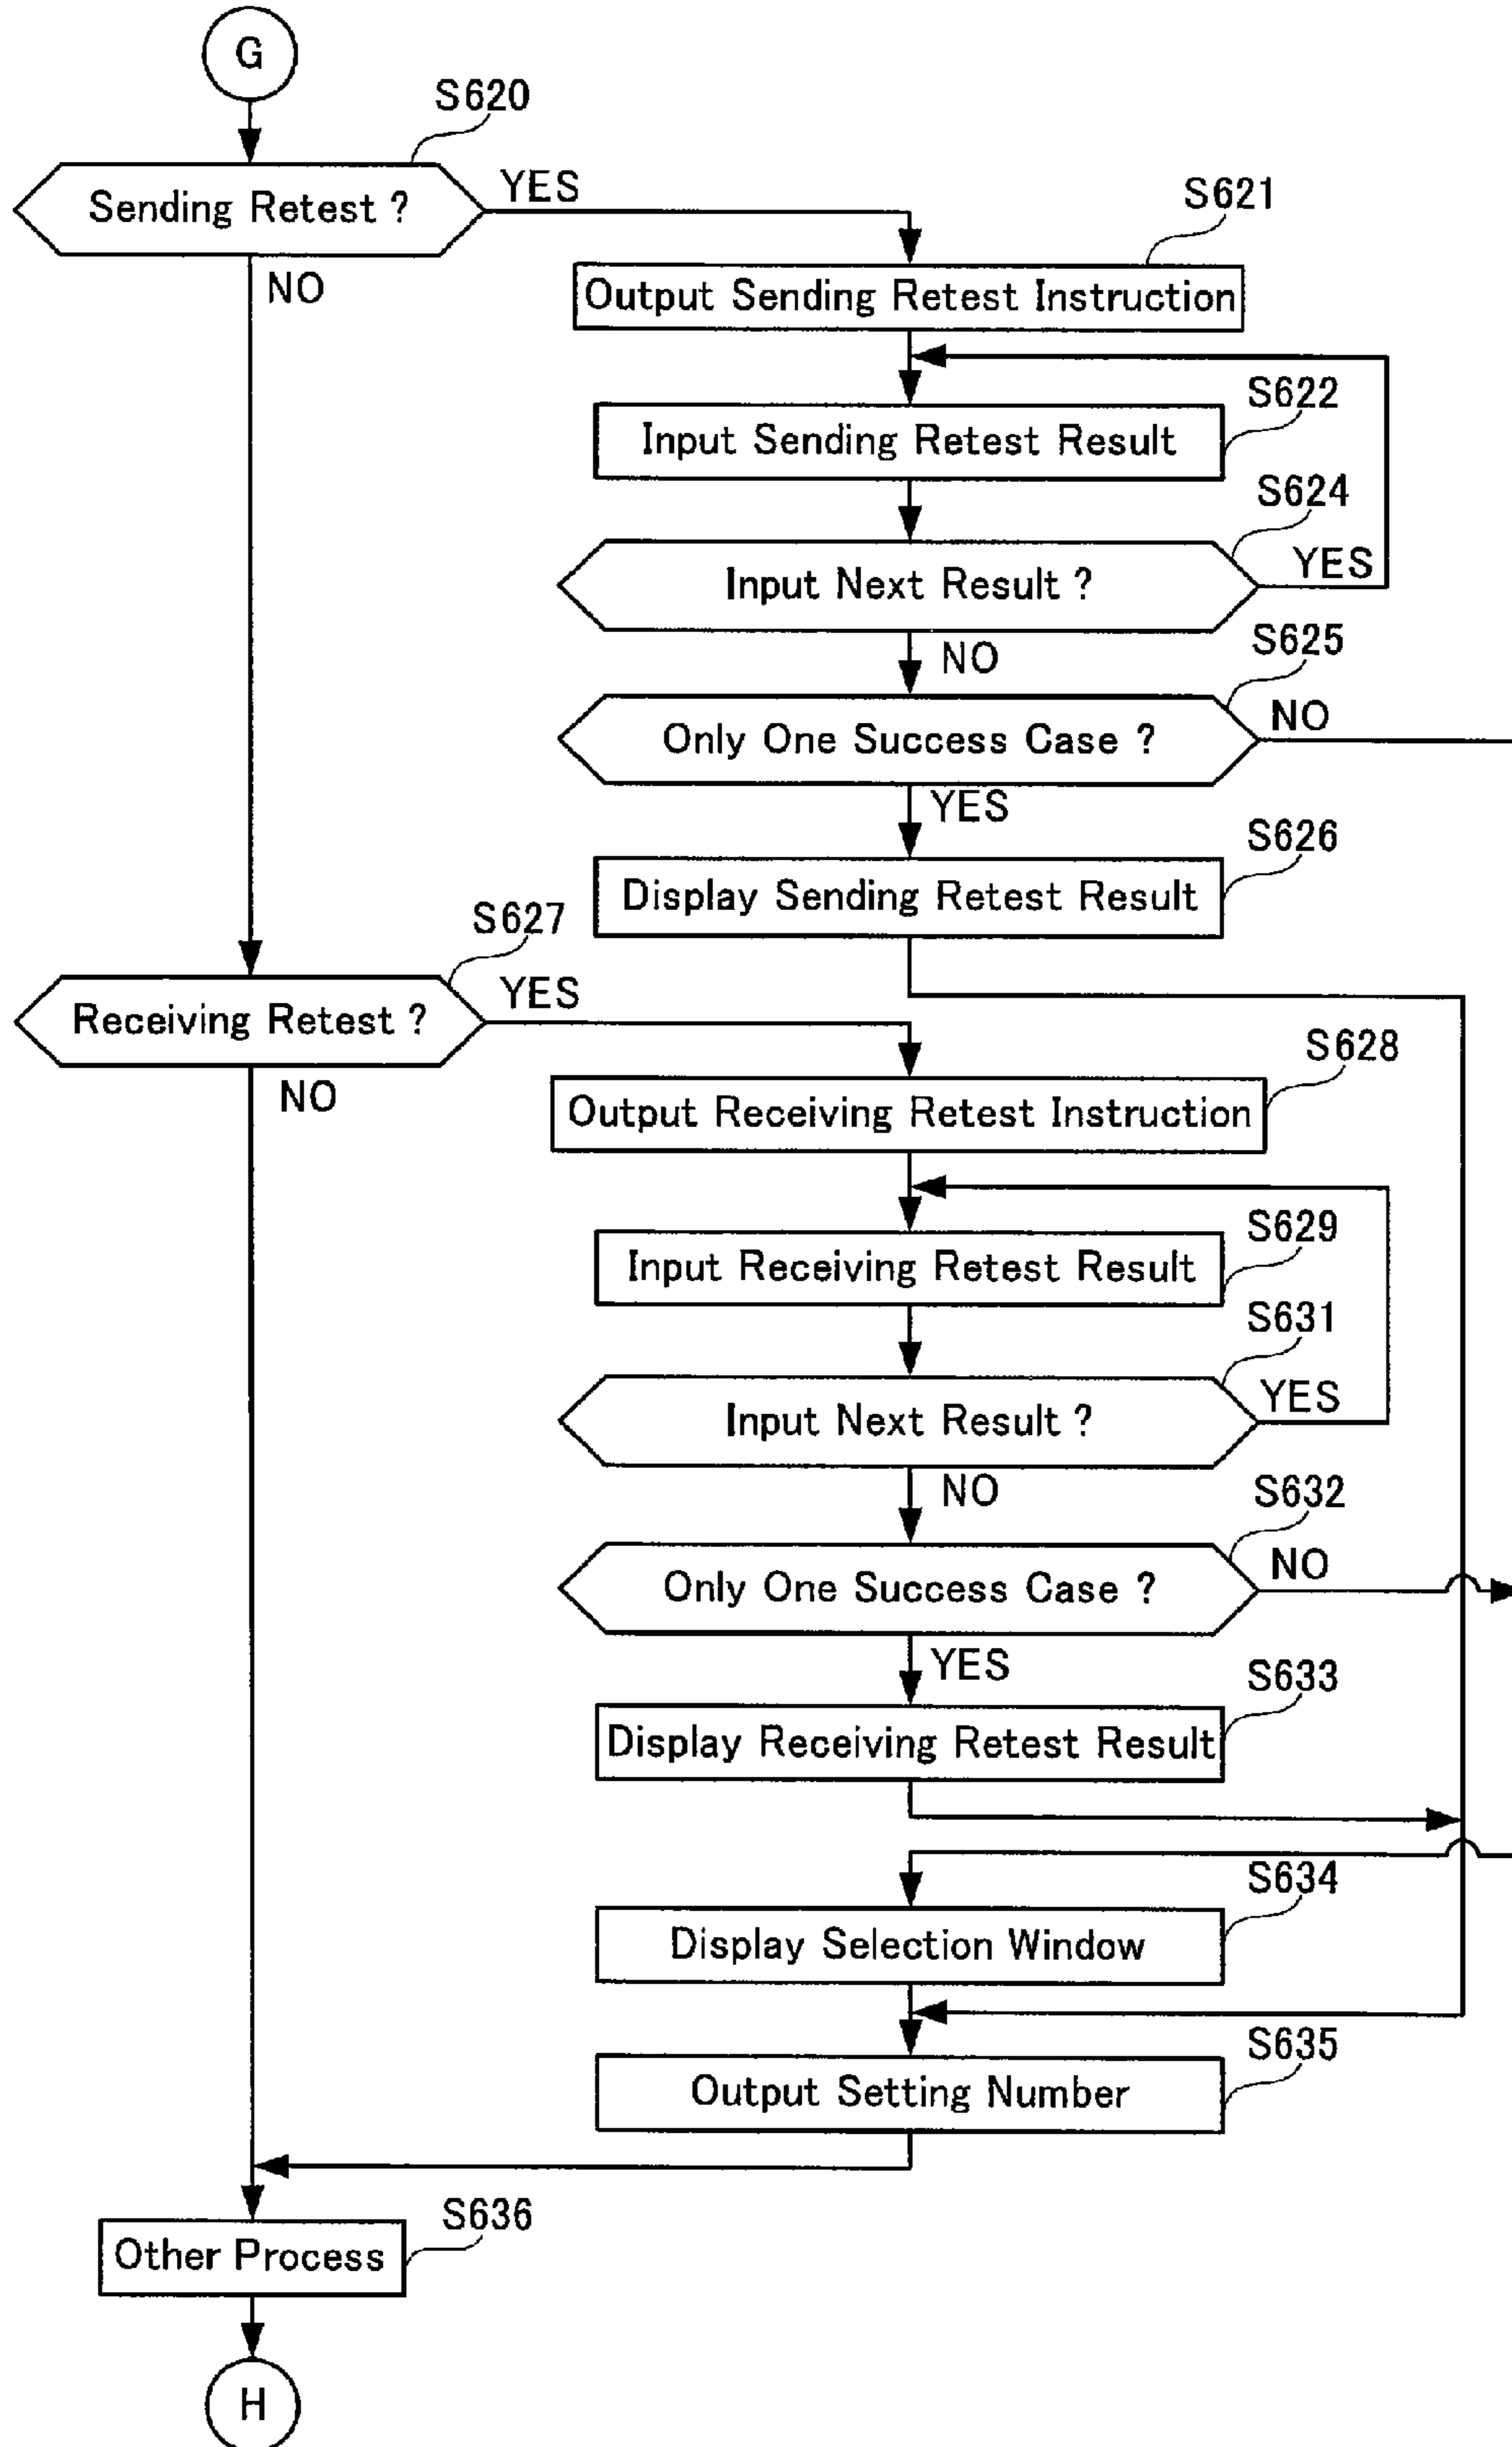 G
S620
Sending Retest ?
YES
NO
S621
Output Sending Retest Instruction
S622
Input Sending Retest Result
S624
Input Next Result ?
YES
NO
S625
Only One Success Case ?
NO
YES
S626
Display Sending Retest Result
S627
Receiving Retest ?
YES
NO
S628
Output Receiving Retest Instruction
S629
Input Receiving Retest Result
S631
Input Next Result ?
YES
NO
S632
Only One Success Case ?
NO
YES
S633
Display Receiving Retest Result
S634
Display Selection Window
S635
Output Setting Number
S636
Other Process
H